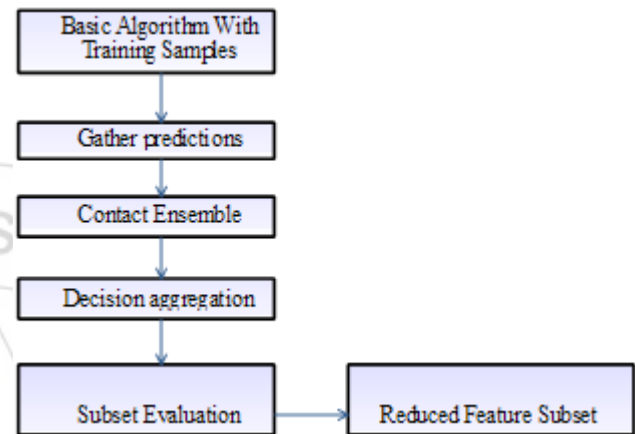 Basic Algorithm With
Training Samples
Gather predictions
Contact Ensemble
Decision aggregation
Subset Evaluation
Reduced Feature Subset